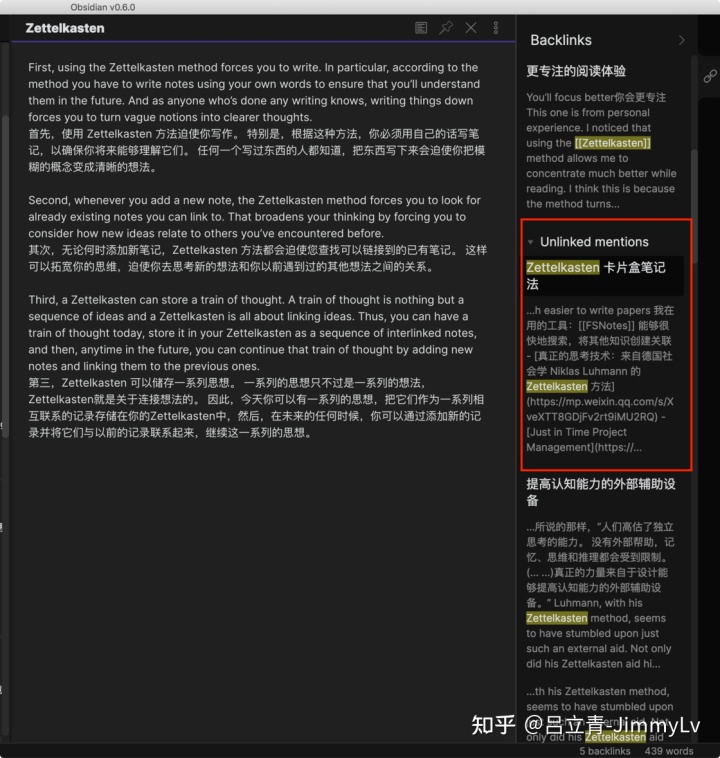 Obsidian v0.6.0
Zettelkasten
First, using the Zettelkasten method forces you to write. In particular, according to the
method you have to write notes using your own words to ensure that you'll understand
them in the future. And as anyone who's done any writing knows, writing things down
forces you to turn vague notions into clearer thoughts.
首先，使用 Zettelkasten 方法迫使你写作。 特别是，根据这种方法，你必须用自己的话写笔
记，以确保你将来能够理解它们。 任何一个写过东西的人都知道，把东西写下来会迫使你把模
糊的概念变成清晰的想法。
Second, whenever you add a new note, the Zettelkasten method forces you to look for
already existing notes you can link to. That broadens your thinking by forcing you to
consider how new ideas relate to others you've encountered before.
其次，无论何时添加新笔记，Zettelkasten 方法都会迫使您查找可以链接到的已有笔记。 这样
可以拓宽你的思维，迫使你去思考新的想法和你以前遇到过的其他想法之间的关系。
Third, a Zettelkasten can store a train of thought. A train of thought is nothing but a
sequence of ideas and a Zettelkasten is all about linking ideas. Thus, you can have a
train of thought today, store it in your Zettelkasten as a sequence of interlinked notes,
and then, anytime in the future, you can continue that train of thought by adding new
notes and linking them to the previous ones.
第三，Zettelkasten 可以储存一系列思想。 一系列的思想只不过是一系列的想法，
Zettelkasten就是关于连接想法的。 因此，今天你可以有一系列的思想，把它们作为一系列相
互联系的记录存储在你的Zettelkasten中，然后，在未来的任何时候，你可以通过添加新的记
录并将它们与以前的记录联系起来，继续这一系列的思想。
Backlinks
更专注的阅读体验
You'll focus better你会更专注
This one is from personal
experience. I noticed that
using the [[Zettelkasten]]
method allows me to
concentrate much better while
reading. I think this is because
the method turns...
Unlinked mentions
Zettelkasten 卡片盒笔记
法
...h easier to write papers 我在
用的工具：[[FSNotes]] 能够很
快地搜索，将其他知识创建关联
- [真正的思考技术：来自德国社
会学 Niklas Luhmann 的
Zettelkasten 方法]
(https://mp.weixin.qq.com/s/X
veXTT8GDjFv2rt9iMU2RQ) -
[Just in Time Project
Management](https://...
提高认知能力的外部辅助设
备
...所说的那样，“人们高估了独立
思考的能力。 没有外部帮助，记
忆、思维和推理都会受到限制。
(... ...)真正的力量来自于设计能
够提高认知能力的外部辅助设
备。” Luhmann, with his
Zettelkasten method, seems
to have stumbled upon just
such an external aid. Not only
did his Zettelkasten aid hi...
...th his Zettelkasten method,
seems to have stumbled upon
such an external aid. Not
only did his Zettelkasten aid
知乎 @吕立青-JimmyLv
5 backlinks 439 words